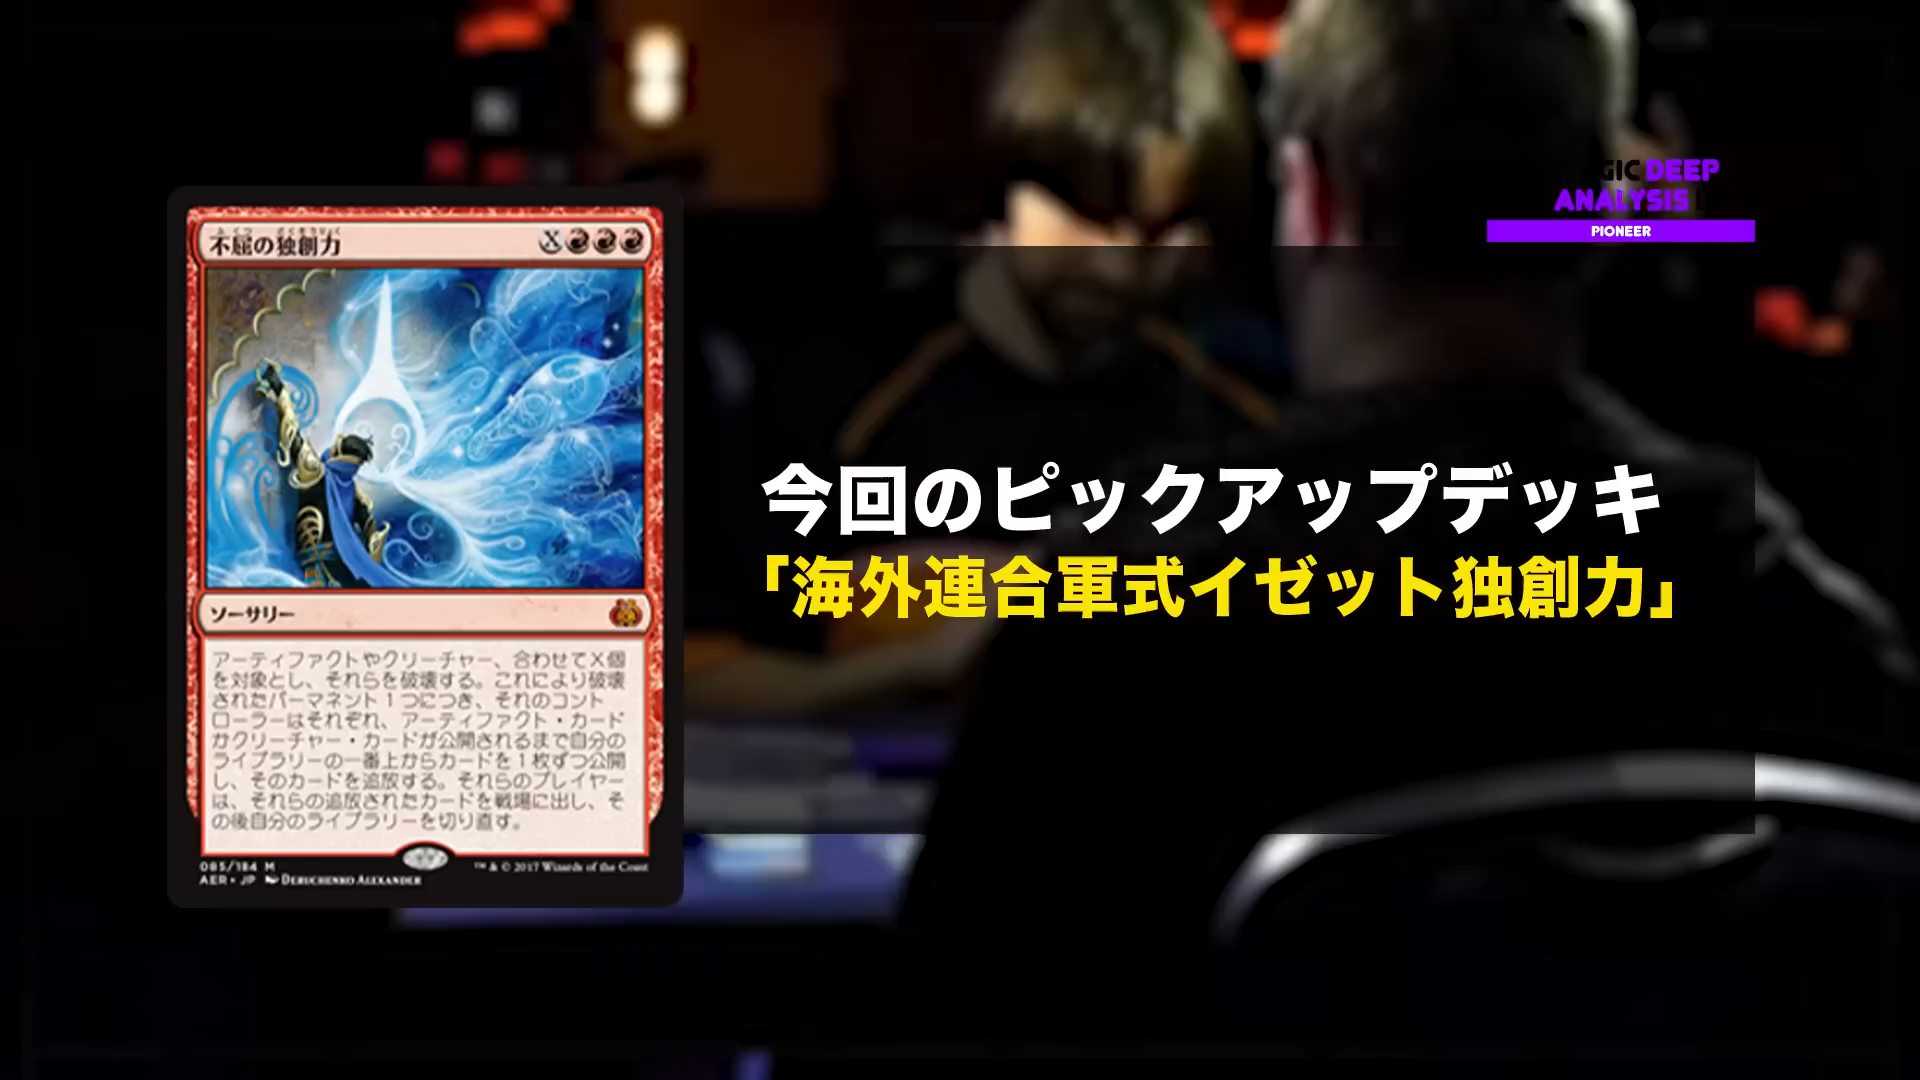 不屈の独創力 X
ソーサリー
アーティファクトやクリーチャー、合わせてX個
を対象とし、それらを破壊する。これにより破壊
されたパーマネント1つにつき、それのコント
ローラーはそれぞれ、アーティファクト・カード
かクリーチャー・カードが公開されるまで自分の
ライブラリーの一番上からカードを1枚ずつ公開
し、そのカードを追放する。それらのプレイヤー
は、それらの追放されたカードを戦場に出し、そ
の後自分のライブラリーを切り直す。
085/184 M
AER • JP DERUCHENKO ALEXANDER
™ & © 2017 Wizards of the Coast
GIC DEEP
ANALYSIS
PIONEER
今回のピックアップデッキ
「海外連合軍式イゼット独創力」